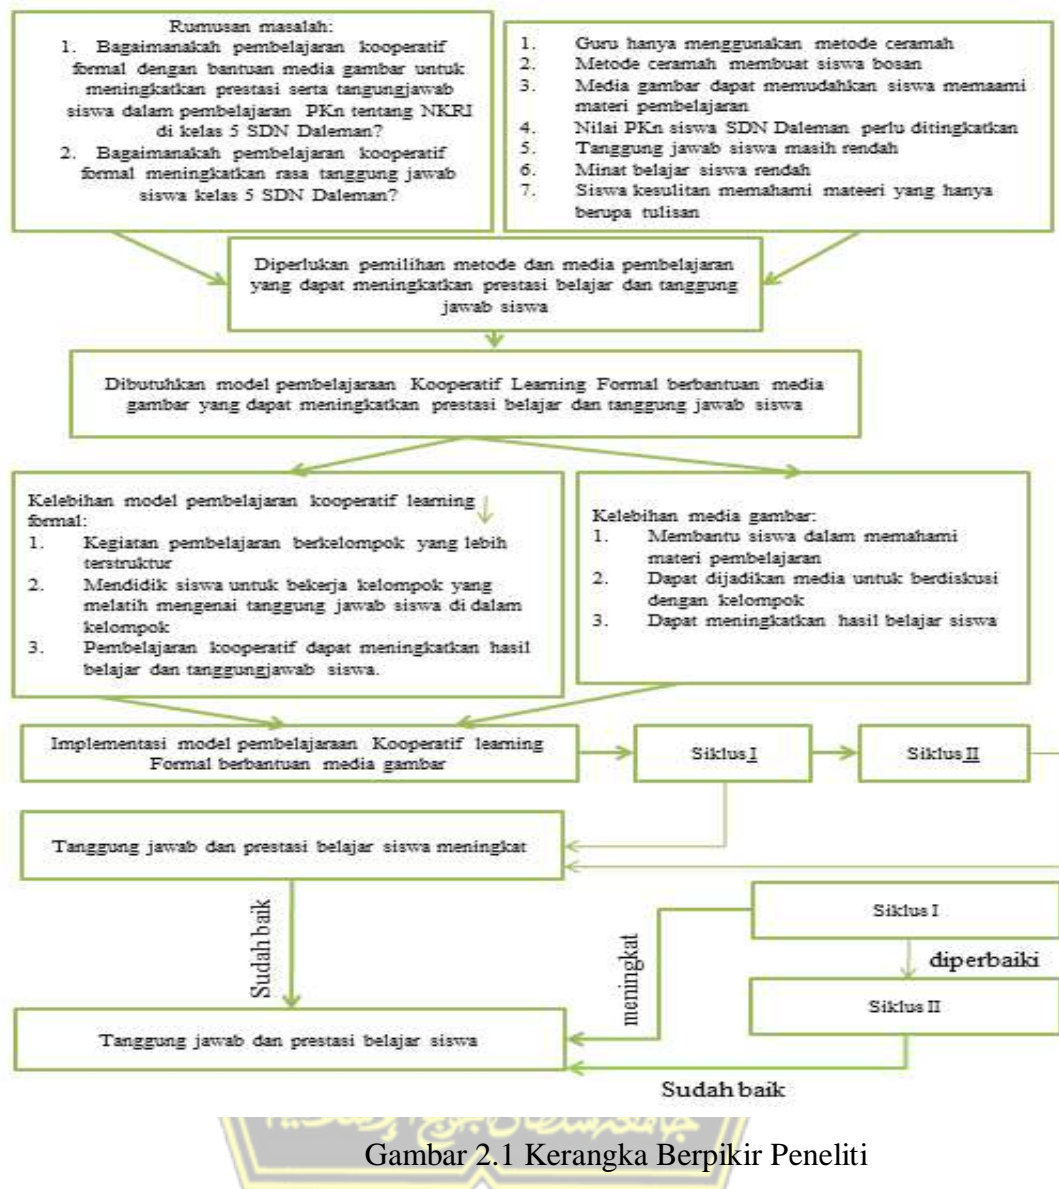 Rumusan masalah:
1. Bagaimanakah pembelajaran kooperatif
formal dengan bantuan media gambar untuk
meningkatkan prestasi serta tangungjawab
siswa dalam pembelajaran PKn tentang NKRI
di kelas 5 SDN Daleman?
2. Bagaimanakah pembelajaran kooperatif
formal meningkatkan rasa tanggung jawab
siswa kelas 5 SDN Daleman?
1. Guru hanya menggunakan metode ceramah
2. Metode ceramah membuat siswa bosan
3. Media gambar dapat memudahkan siswa memaami
materi pembelajaran
4. Nilai PKn siswa SDN Daleman perlu ditingkatkan
5. Tanggung jawab siswa masih rendah
6. Minat belajar siswa rendah
7. Siswa kesulitan memahami mateeri yang hanya
berupa tulisan
Diperlukan pemilihan metode dan media pembelajaran
yang dapat meningkatkan prestasi belajar dan tanggung
jawab siswa
Dibutuhkan model pembelajaraan Kooperatif Learning Formal berbantuan media
gambar yang dapat meningkatkan prestasi belajar dan tanggung jawab siswa
Kelebihan model pembelajaran kooperatif learning
formal:
1. Kegiatan pembelajaran berkelompok yang lebih
terstruktur
2. Mendidik siswa untuk bekerja kelompok yang
melatih mengenai tanggung jawab siswa di dalam
kelompok
3. Pembelajaran kooperatif dapat meningkatkan hasil
belajar dan tanggungjawab siswa.
Kelebihan media gambar:
1. Membantu siswa dalam memahami
materi pembelajaran
2. Dapat dijadikan media untuk berdiskusi
dengan kelompok
3. Dapat meningkatkan hasil belajar siswa
Implementasi model pembelajaraan Kooperatif learning
Formal berbantuan media gambar
Siklus I
Siklus II
Tanggung jawab dan prestasi belajar siswa meningkat
Sudah baik
meningkat
Siklus I
diperbaiki
Siklus II
Tanggung jawab dan prestasi belajar siswa
Sudah baik
Gambar 2.1 Kerangka Berpikir Peneliti